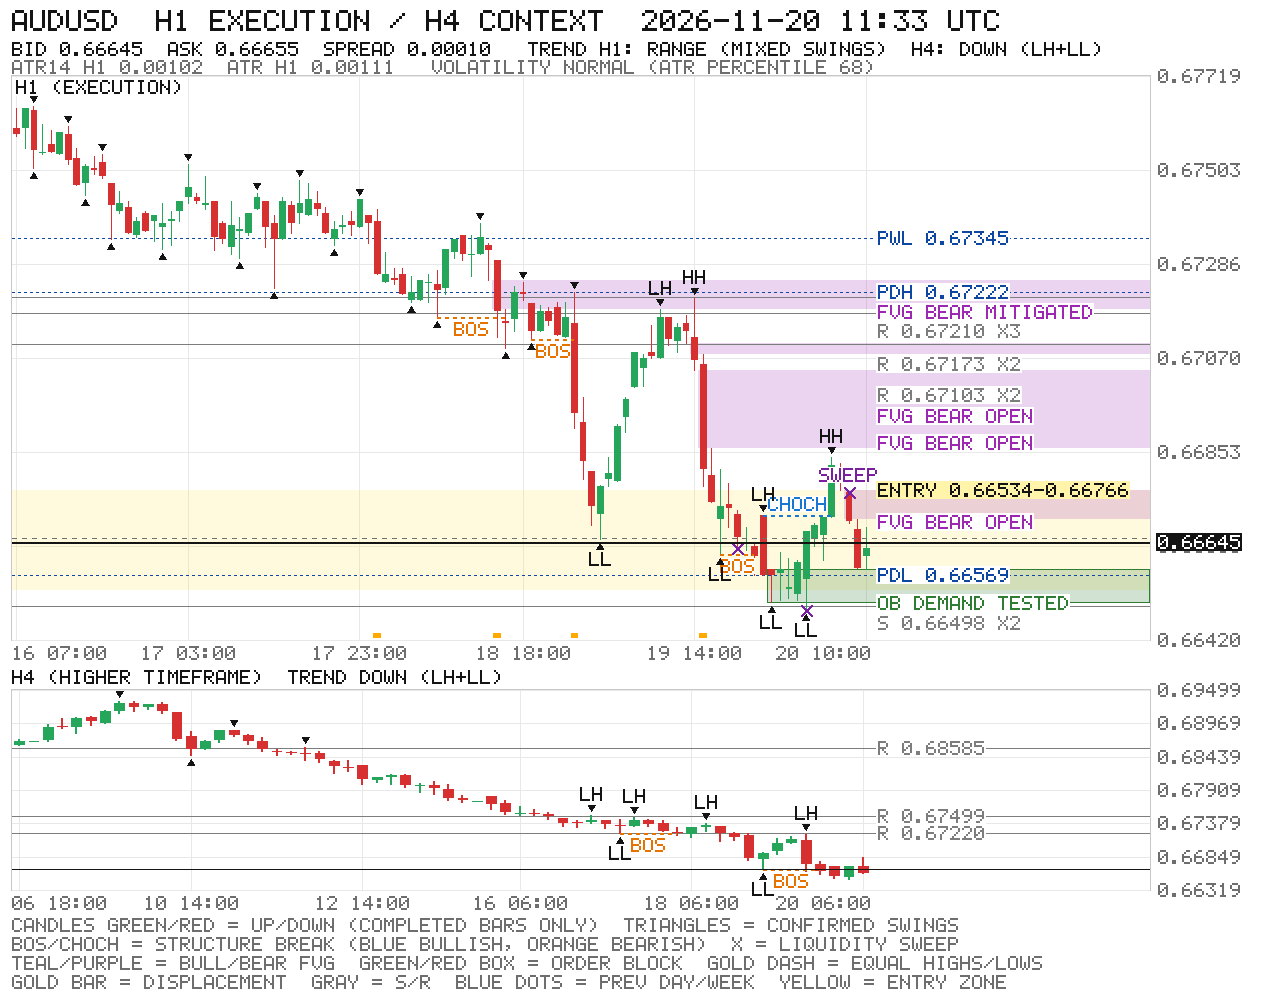 AUDUSD H1 EXECUTION / H4 CONTEXT 2026-11-20 11:33 UTC
BID 0.66645 ASK 0.66655 SPREAD 0.00010 TREND H1: RANGE (MIXED SWINGS) H4: DOWN (LH+LL)
ATR14 H1 0.00102 ATR H1 0.00111 VOLATILITY NORMAL (ATR PERCENTILE 68)
H1 (EXECUTION)
0.67719
0.67503
PWL 0.67345
0.67286
LH
HH
PDH 0.67222
FVG BEAR MITIGATED
BOS
R 0.67210 X3
BOS
0.67070
R 0.67173 X2
R 0.67103 X2
FVG BEAR OPEN
HH
FVG BEAR OPEN
0.66853
SWEEP
LH
CHOCH
ENTRY 0.66534-0.66766
FVG BEAR OPEN
0.66645
LL
LL
BOS
PDL 0.66569
OB DEMAND TESTED
LL
LL
S 0.66498 X2
0.66420
16 07:00 17 03:00 17 23:00 18 18:00 19 14:00 20 10:00
H4 (HIGHER TIMEFRAME) TREND DOWN (LH+LL)
0.69499
0.68969
R 0.68585
0.68439
0.67909
LH
LH
LH
LH
R 0.67499
0.67379
R 0.67220
LL
BOS
0.66849
LL
BOS
0.66319
06 18:00 10 14:00 12 14:00 16 06:00 18 06:00 20 06:00
CANDLES GREEN/RED = UP/DOWN (COMPLETED BARS ONLY) TRIANGLES = CONFIRMED SWINGS
BOS/CHOCH = STRUCTURE BREAK (BLUE BULLISH, ORANGE BEARISH) X = LIQUIDITY SWEEP
TEAL/PURPLE = BULL/BEAR FVG GREEN/RED BOX = ORDER BLOCK GOLD DASH = EQUAL HIGHS/LOWS
GOLD BAR = DISPLACEMENT GRAY = S/R BLUE DOTS = PREV DAY/WEEK YELLOW = ENTRY ZONE